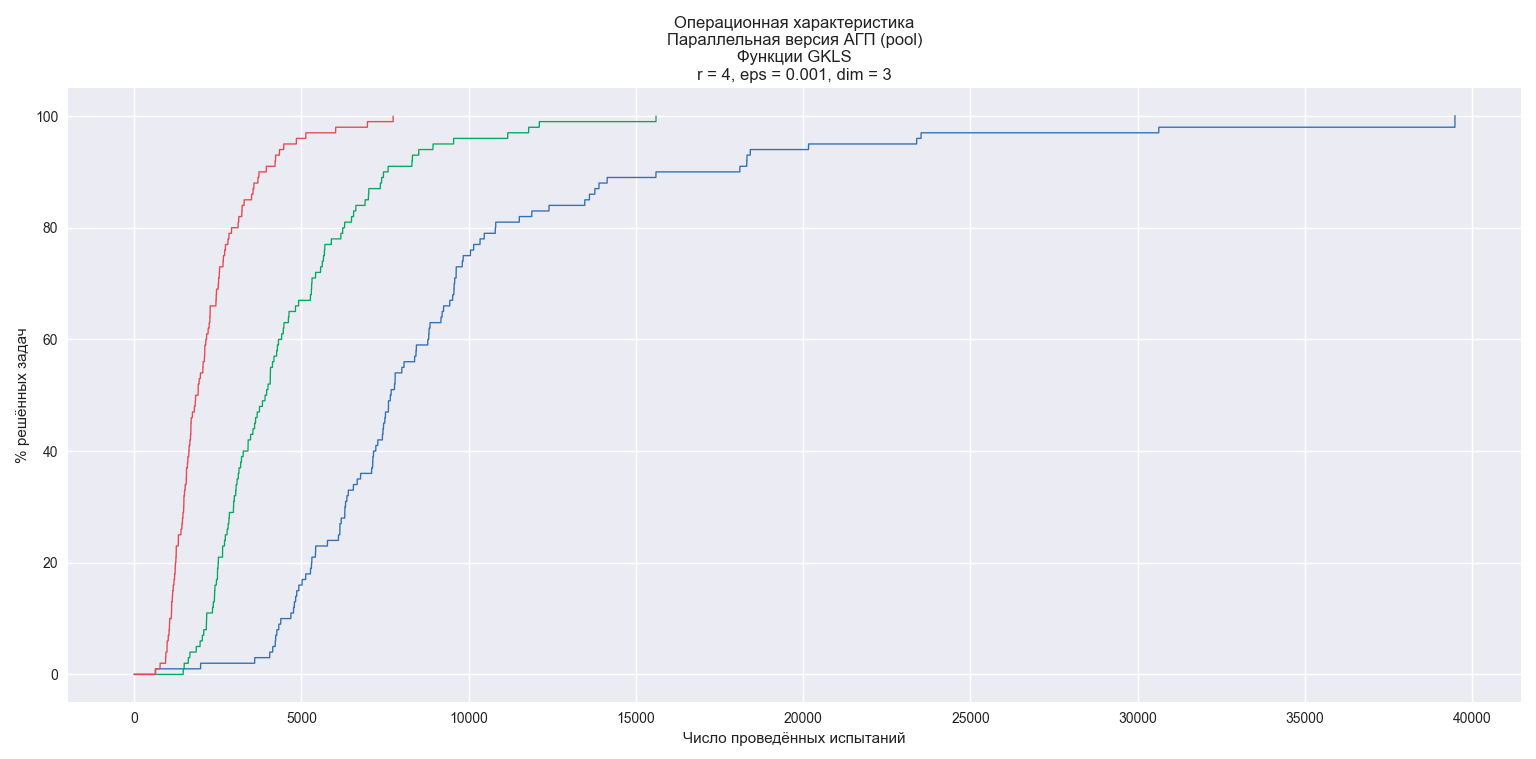 Операционная характеристика
Параллельная версия АГП (pool)
Функции GKLS
r = 4, eps = 0.001, dim = 3
% решённых задач
100
80
60
40
20
0
0 5000 10000 15000 20000 25000 30000 35000 40000
Число проведённых испытаний